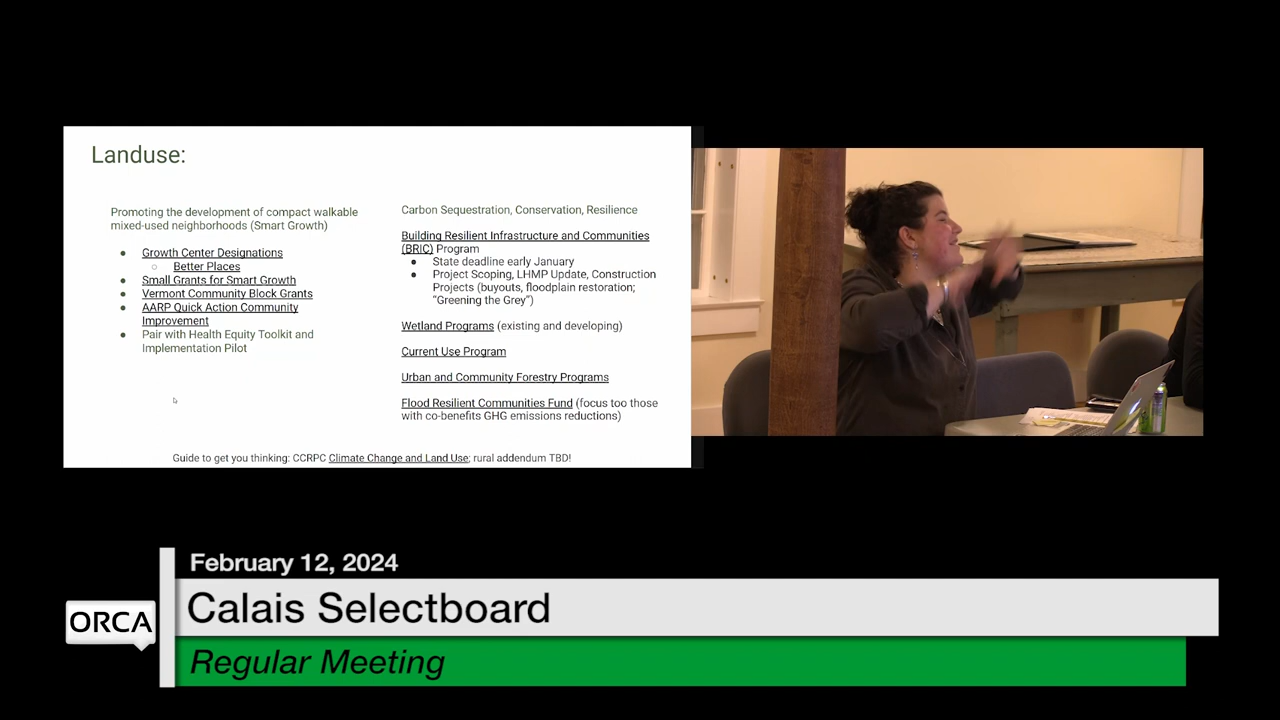 Landuse:
Promoting the development of compact walkable
mixed-used neighborhoods (Smart Growth)
Growth Center Designations
Better Places
Small Grants for Smart Growth
Vermont Community Block Grants
AARP Quick Action Community
Improvement
Pair with Health Equity Toolkit and
Implementation Pilot
Carbon Sequestration, Conservation, Resilience
Building Resilient Infrastructure and Communities
(BRIC) Program
State deadline early January
Project Scoping, LHMP Update, Construction
Projects (buyouts, floodplain restoration;
“Greening the Grey”)
Wetland Programs (existing and developing)
Current Use Program
Urban and Community Forestry Programs
Flood Resilient Communities Fund (focus too those
with co-benefits GHG emissions reductions)
Guide to get you thinking: CCRPC Climate Change and Land Use; rural addendum TBD!
February 12, 2024
ORCA
Calais Selectboard
Regular Meeting